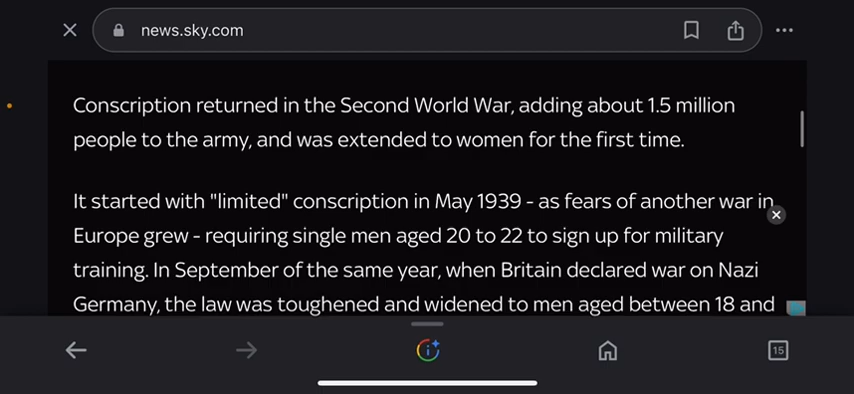 news.sky.com
Conscription returned in the Second World War, adding about 1.5 million
people to the army, and was extended to women for the first time.
It started with "limited" conscription in May 1939 - as fears of another war in
Europe grew - requiring single men aged 20 to 22 to sign up for military
training. In September of the same year, when Britain declared war on Nazi
Germany, the law was toughened and widened to men aged between 18 and
15